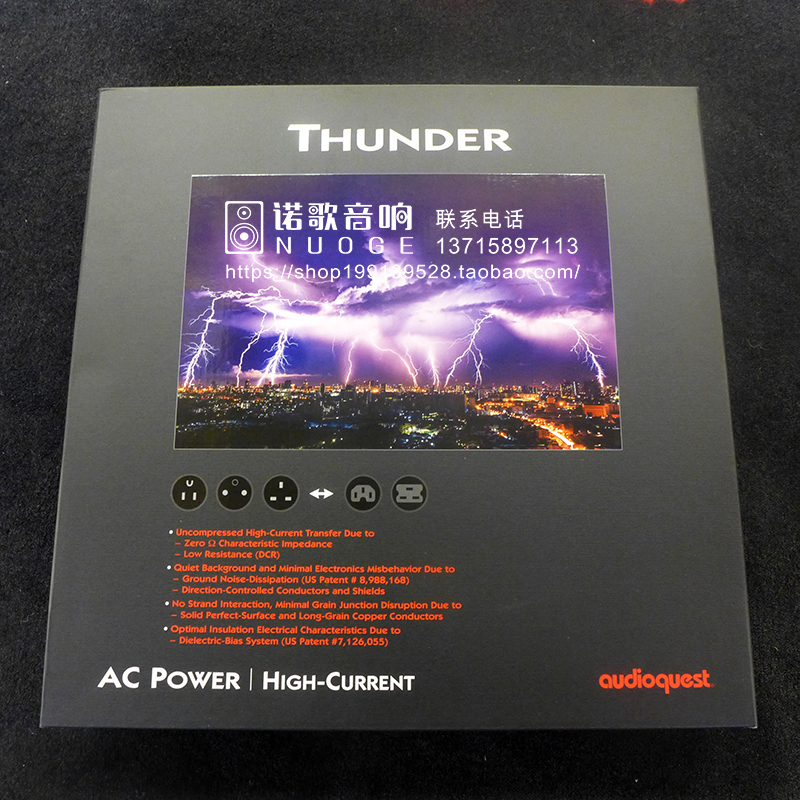 THUNDER
诺歌音响
NUOGE
联系电话
13715897113
• Uncompressed High-Current Transfer Due to
– Zero Ω Characteristic Impedance
– Low Resistance (DCR)
• Quiet Background and Minimal Electronics Misbehavior Due to
– Ground Noise-Dissipation (US Patent # 8,988,168)
– Direction-Controlled Conductors and Shields
• No Strand Interaction, Minimal Grain Junction Disruption Due to
– Solid Perfect-Surface and Long-Grain Copper Conductors
• Optimal Insulation Electrical Characteristics Due to
– Dielectric-Bias System (US Patent #7,126,055)
AC POWER | HIGH-CURRENT
audioquest